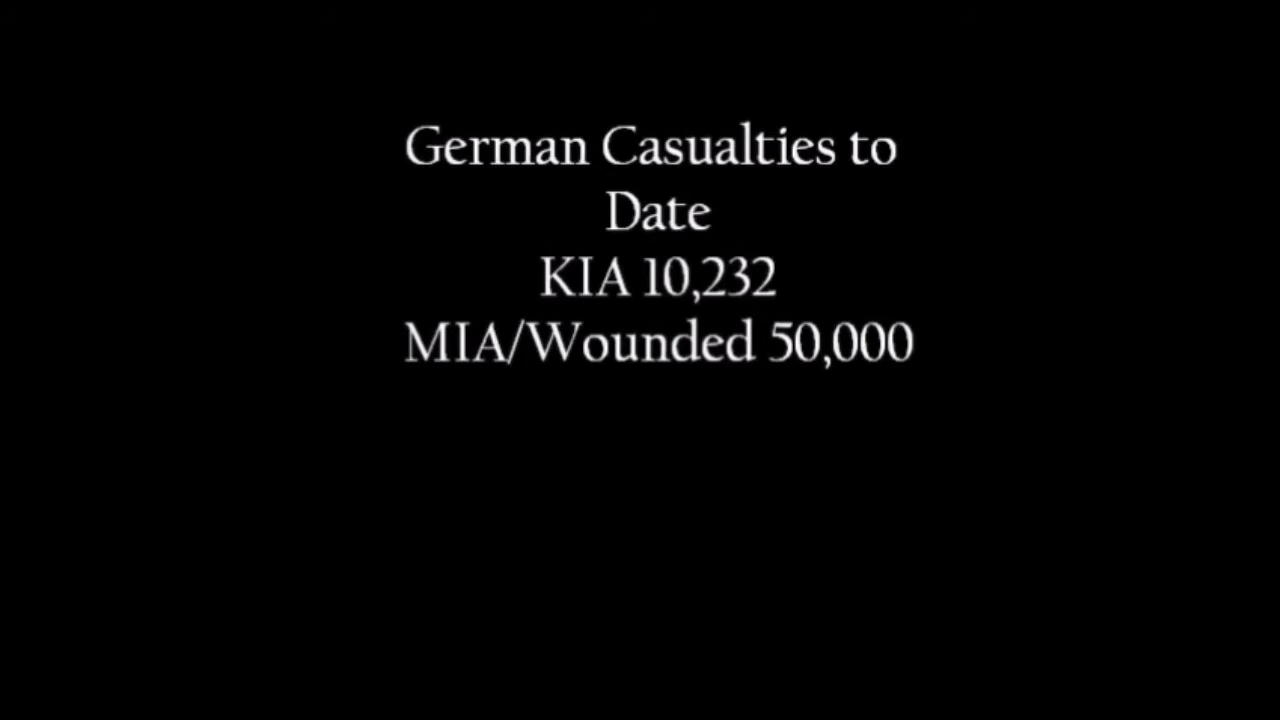 German Casualties to
Date
KIA 10,232
MIA/Wounded 50,000